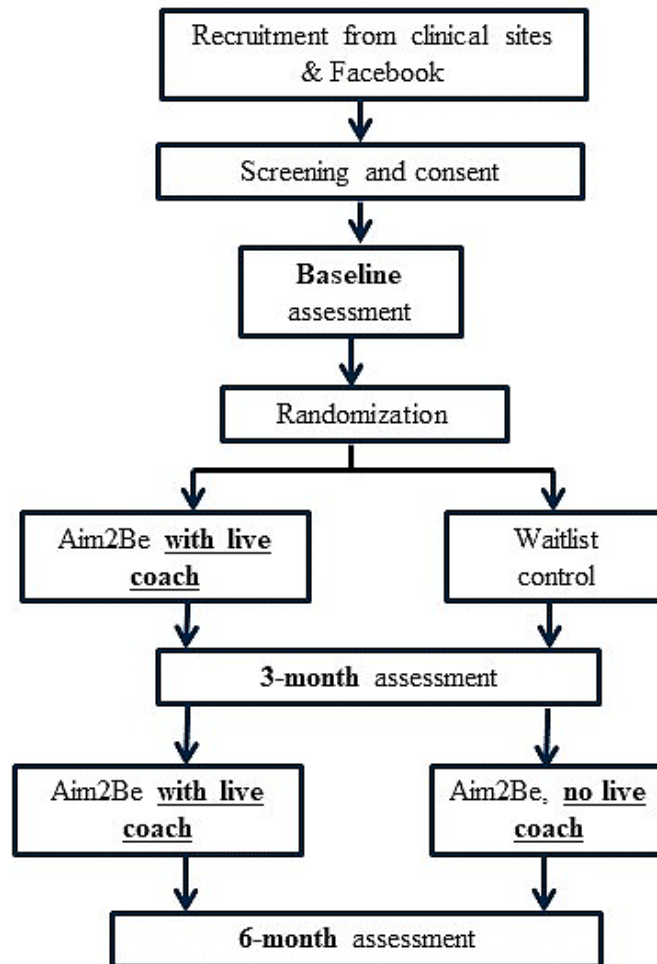 Recruitment from clinical sites
& Facebook
Screening and consent
Baseline
assessment
Randomization
Aim2Be with live
coach
Waitlist
control
3-month assessment
Aim2Be with live
coach
Aim2Be, no live
coach
6-month assessment